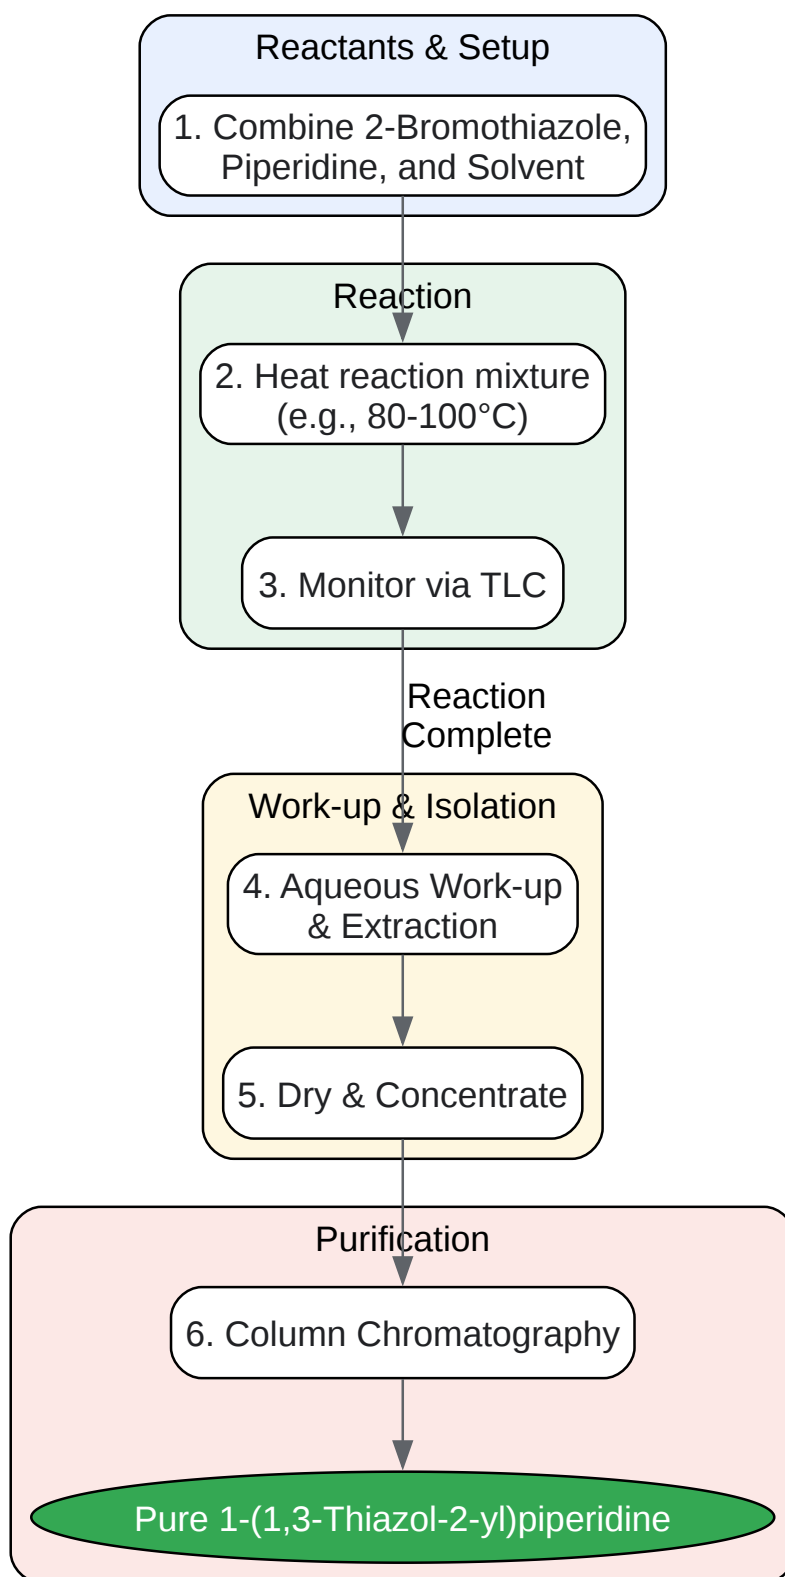 Reactants & Setup
1. Combine 2-Bromothiazole,
Piperidine, and Solvent
Reaction
2. Heat reaction mixture
(e.g., 80-100°C)
3. Monitor via TLC
Reaction
Complete
Work-up & Isolation
4. Aqueous Work-up
& Extraction
5. Dry & Concentrate
Purification
6. Column Chromatography
Pure 1-(1,3-Thiazol-2-yl)piperidine